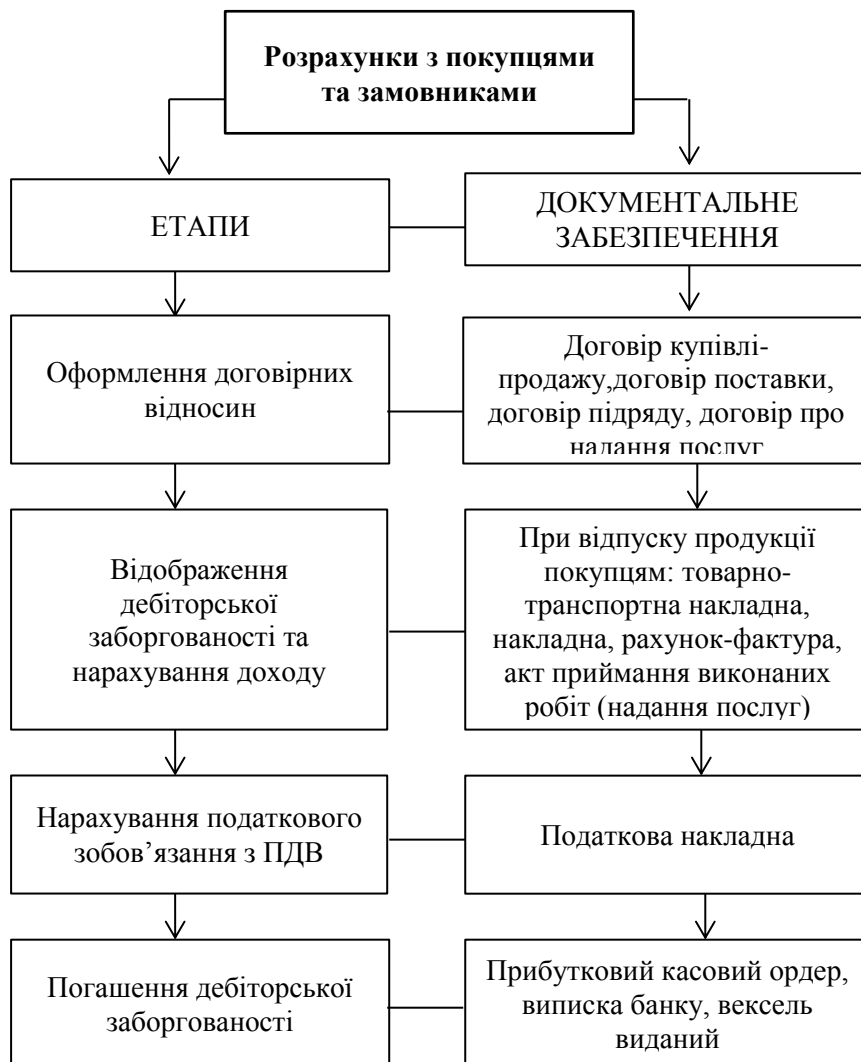 Розрахунки з покупцями
та замовниками
ЕТАПИ
ДОКУМЕНТАЛЬНЕ
ЗАБЕЗПЕЧЕННЯ
Оформлення договірних
відносин
Договір купівлі-
продажу,договір поставки,
договір підряду, договір про
надання послуг
Відображення
дебіторської
заборгованості та
нарахування доходу
При відпуску продукції
покупцям: товарно-
транспортна накладна,
накладна, рахунок-фактура,
акт приймання виконаних
робіт (надання послуг)
Нарахування податкового
зобов’язання з ПДВ
Податкова накладна
Погашення дебіторської
заборгованості
Прибутковий касовий ордер,
виписка банку, вексель
виданий